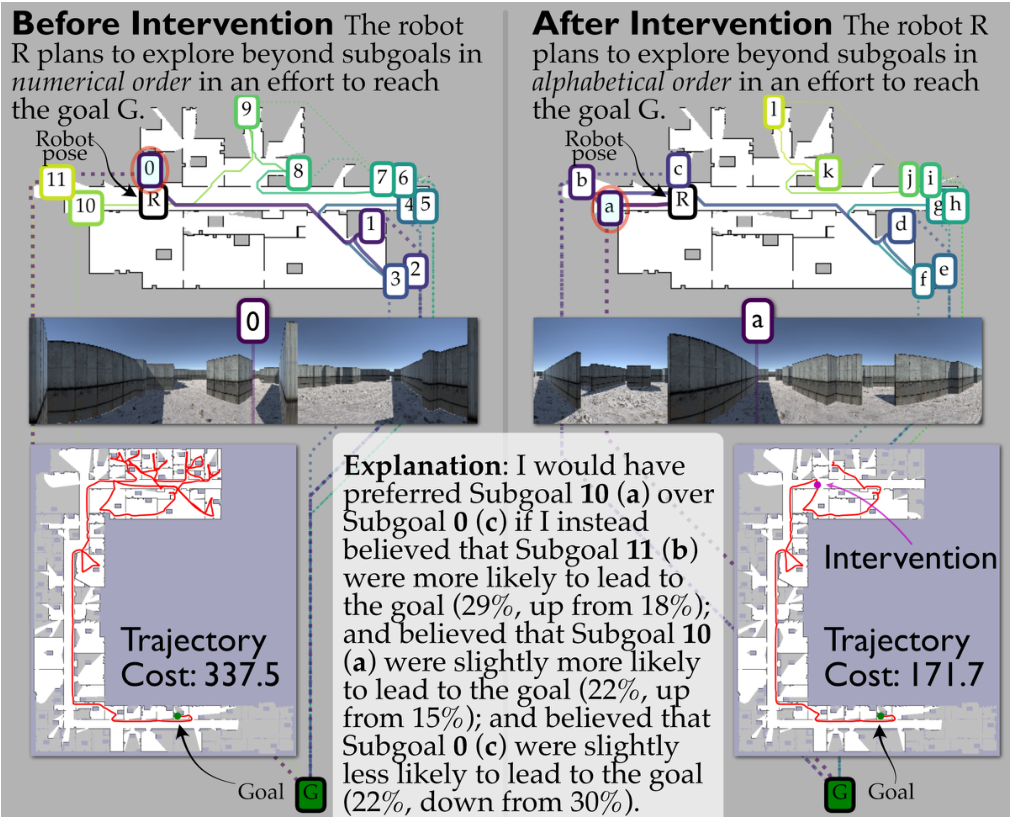 Before Intervention The robot
R plans to explore beyond subgoals in
numerical order in an effort to reach
the goal G.
Robot
pose
9
0
8
11
7
6
10
R
4
5
1
2
3
0
Trajectory
Cost: 337.5
Goal
G
After Intervention The robot R
plans to explore beyond subgoals in
alphabetical order in an effort to reach
the goal G.
Robot
pose
l
c
k
b
j
i
a
R
g
h
d
e
f
a
Explanation: I would have
preferred Subgoal 10 (a) over
Subgoal 0 (c) if I instead
believed that Subgoal 11 (b)
were more likely to lead to
the goal (29%, up from 18%);
and believed that Subgoal 10
(a) were slightly more likely
to lead to the goal (22%, up
from 15%); and believed that
Subgoal 0 (c) were slightly
less likely to lead to the goal
(22%, down from 30%).
Intervention
Trajectory
Cost: 171.7
G
Goal